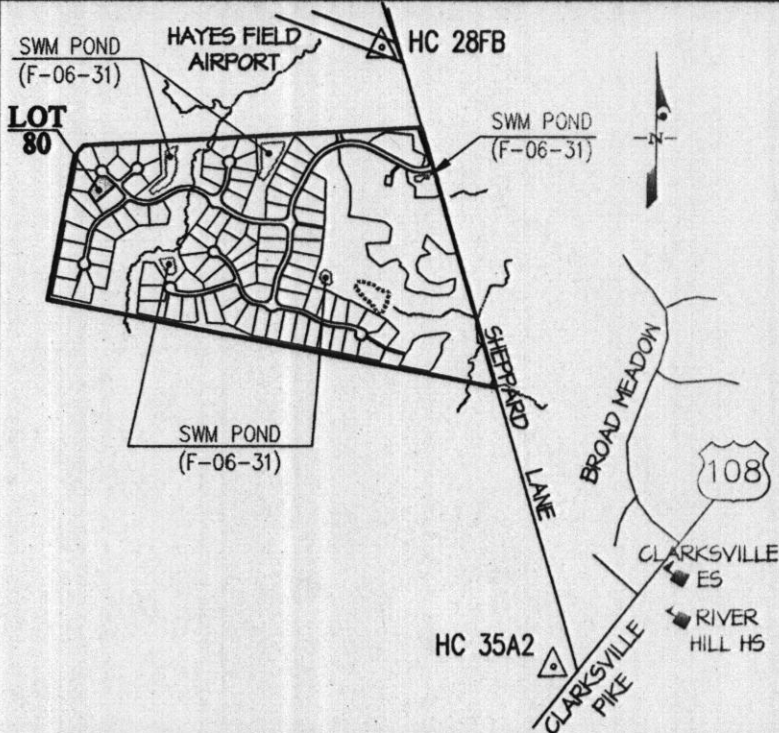 SWM POND
(F-06-31)
HAYES FIELD
AIRPORT
HC 28FB
LOT
80
SWM POND
(F-06-31)
N
SHEPPARD
LANE
BROAD MEADOW
108
SWM POND
(F-06-31)
CLARKSVILLE
ES
RIVER
HILL HS
HC 35A2
CLARKSVILLE
PIKE